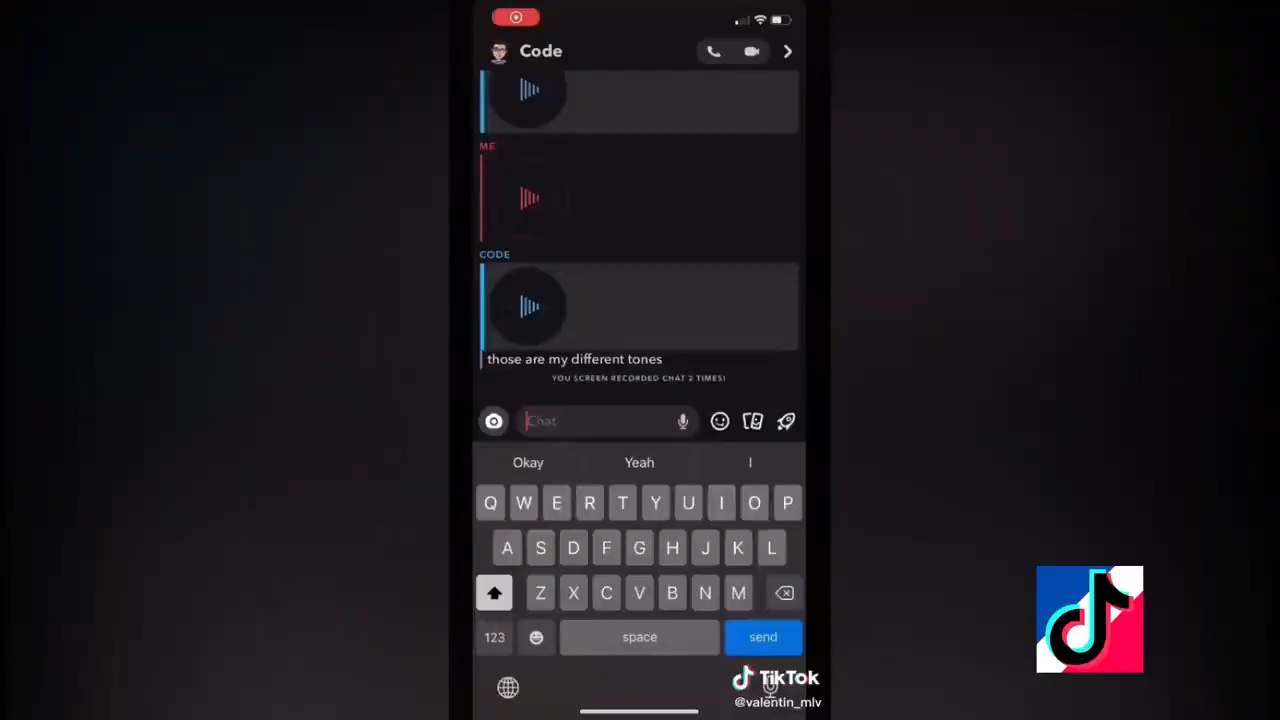 Code
ME
CODE
those are my different tones
YOU SCREEN RECORDED CHAT 2 TIMES!
Chat
Okay
Yeah
I
Q W E R T Y U I O P
A S D F G H J K L
Z X C V B N M
123
space
send
TikTok
@valentin_mlv